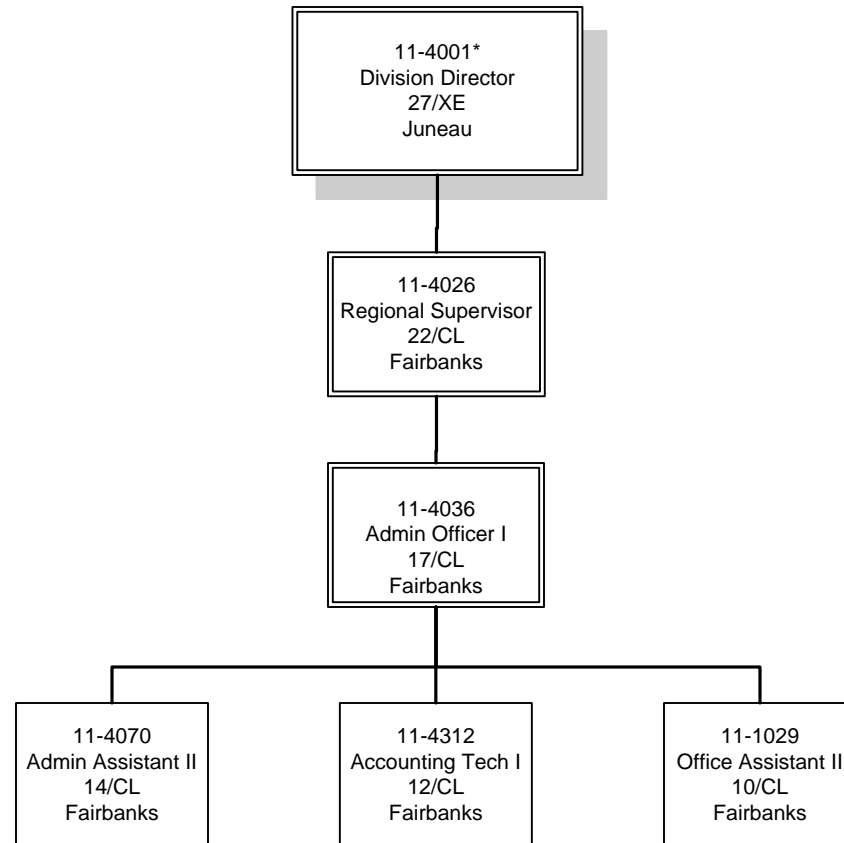 11-4001*
Division Director
27/XE
Juneau
11-4026
Regional Supervisor
22/CL
Fairbanks
11-4036
Admin Officer I
17/CL
Fairbanks
11-4070
Admin Assistant II
14/CL
Fairbanks
11-4312
Accounting Tech I
12/CL
Fairbanks
11-1029
Office Assistant II
10/CL
Fairbanks